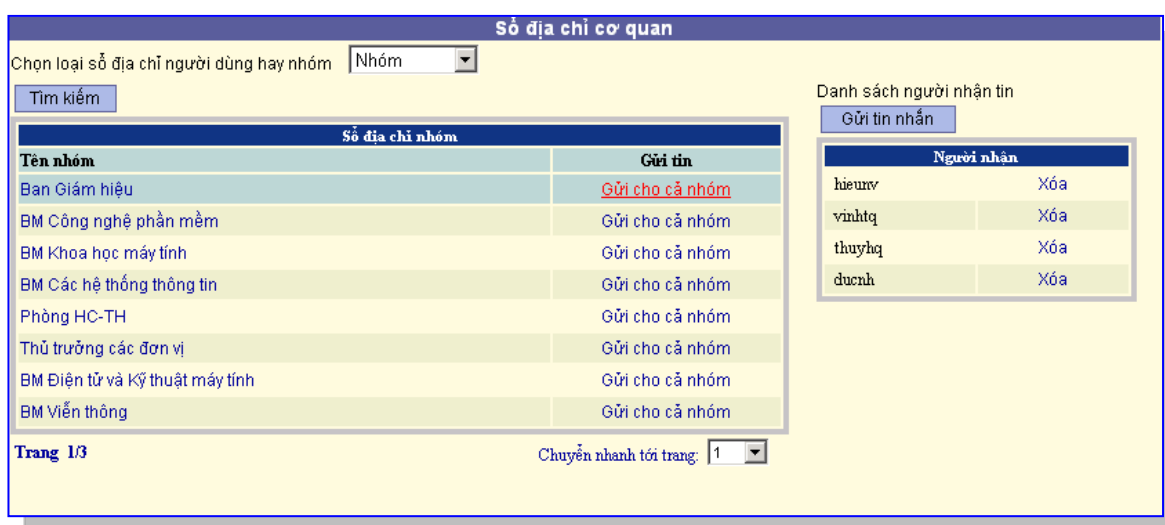 Sổ địa chỉ cơ quan
Chọn loại sổ địa chỉ người dùng hay nhóm Nhóm
Tìm kiếm
Sổ địa chỉ nhóm
Tên nhóm Gửi tin
Ban Giám hiệu Gửi cho cả nhóm
BM Công nghệ phần mềm Gửi cho cả nhóm
BM Khoa học máy tính Gửi cho cả nhóm
BM Các hệ thống thông tin Gửi cho cả nhóm
Phòng HC-TH Gửi cho cả nhóm
Thủ trưởng các đơn vị Gửi cho cả nhóm
BM Điện tử và Kỹ thuật máy tính Gửi cho cả nhóm
BM Viễn thông Gửi cho cả nhóm
Trang 1/3 Chuyển nhanh tới trang: 1
Danh sách người nhận tin
Gửi tin nhắn
Người nhận
hieunv Xóa
vinhtq Xóa
thuyhq Xóa
ducnh Xóa